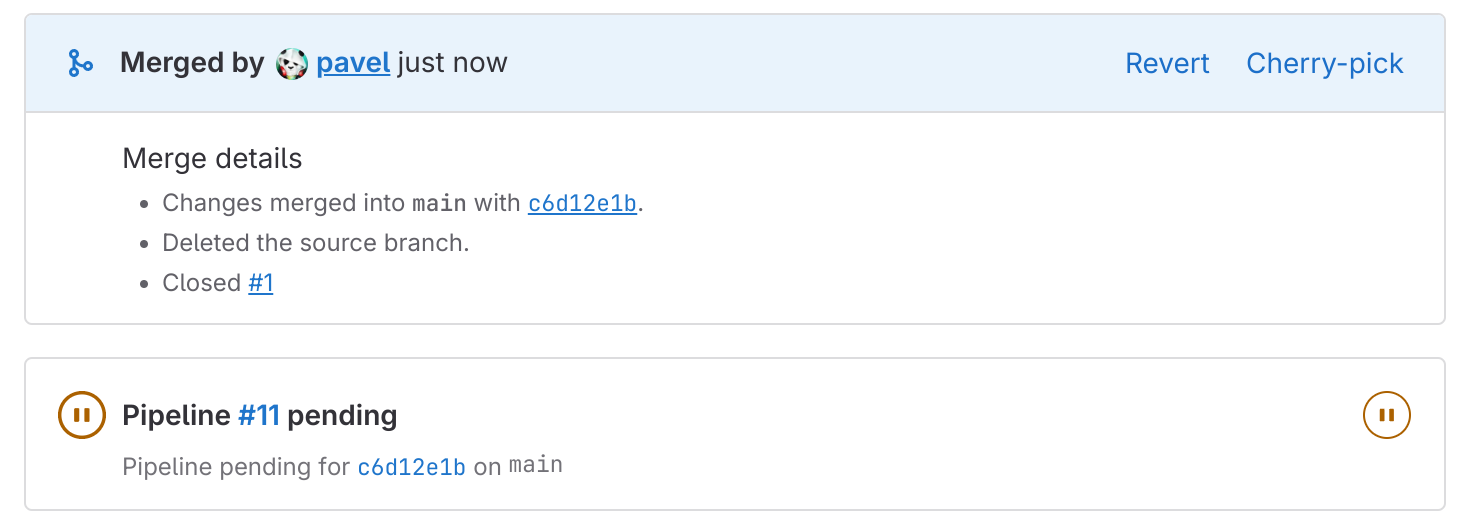 Merged by pavel just now Revert Cherry-pick
Merge details
• Changes merged into main with c6d12e1b.
• Deleted the source branch.
• Closed #1
Pipeline #11 pending
Pipeline pending for c6d12e1b on main